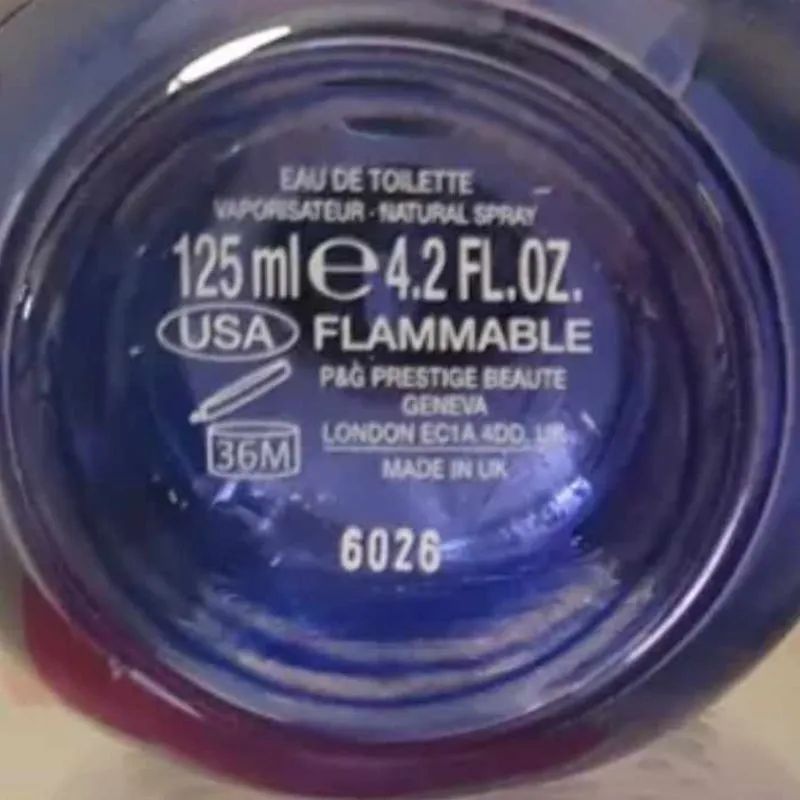 EAU DE TOILETTE
VAPORISATEUR · NATURAL SPRAY
125 ml e 4.2 FL.OZ.
USA FLAMMABLE
P&G PRESTIGE BEAUTE
GENEVA
36M LONDON EC1A 4DD, UK
MADE IN UK
6026